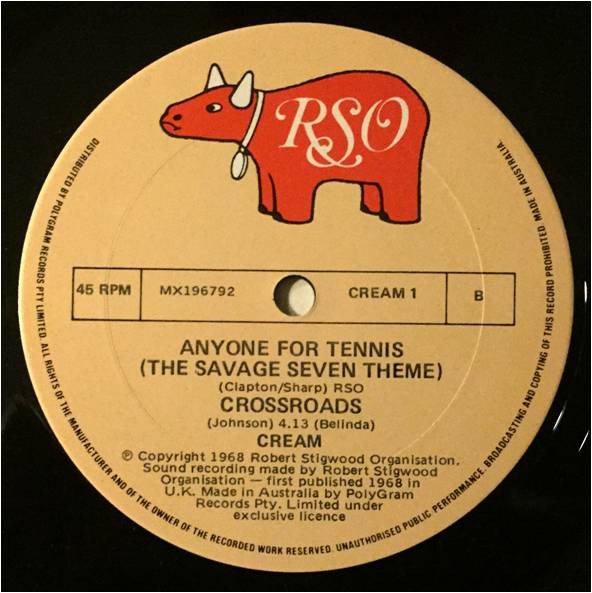 RSO
45 RPM
MX196792
CREAM 1
B
ANYONE FOR TENNIS
(THE SAVAGE SEVEN THEME)
(Clapton/Sharp) RSO
CROSSROADS
(Johnson) 4.13 (Belinda)
CREAM
℗ Copyright 1968 Robert Stigwood Organisation.
Sound recording made by Robert Stigwood
Organisation — first published 1968 in
U.K. Made in Australia by PolyGram
Records Pty. Limited under
exclusive licence
DISTRIBUTED BY POLYGRAM RECORDS PTY LIMITED. ALL RIGHTS OF THE MANUFACTURER AND OF THE OWNER OF THE RECORDED WORK RESERVED. UNAUTHORISED PUBLIC PERFORMANCE, BROADCASTING AND COPYING OF THIS RECORD PROHIBITED. MADE IN AUSTRALIA.